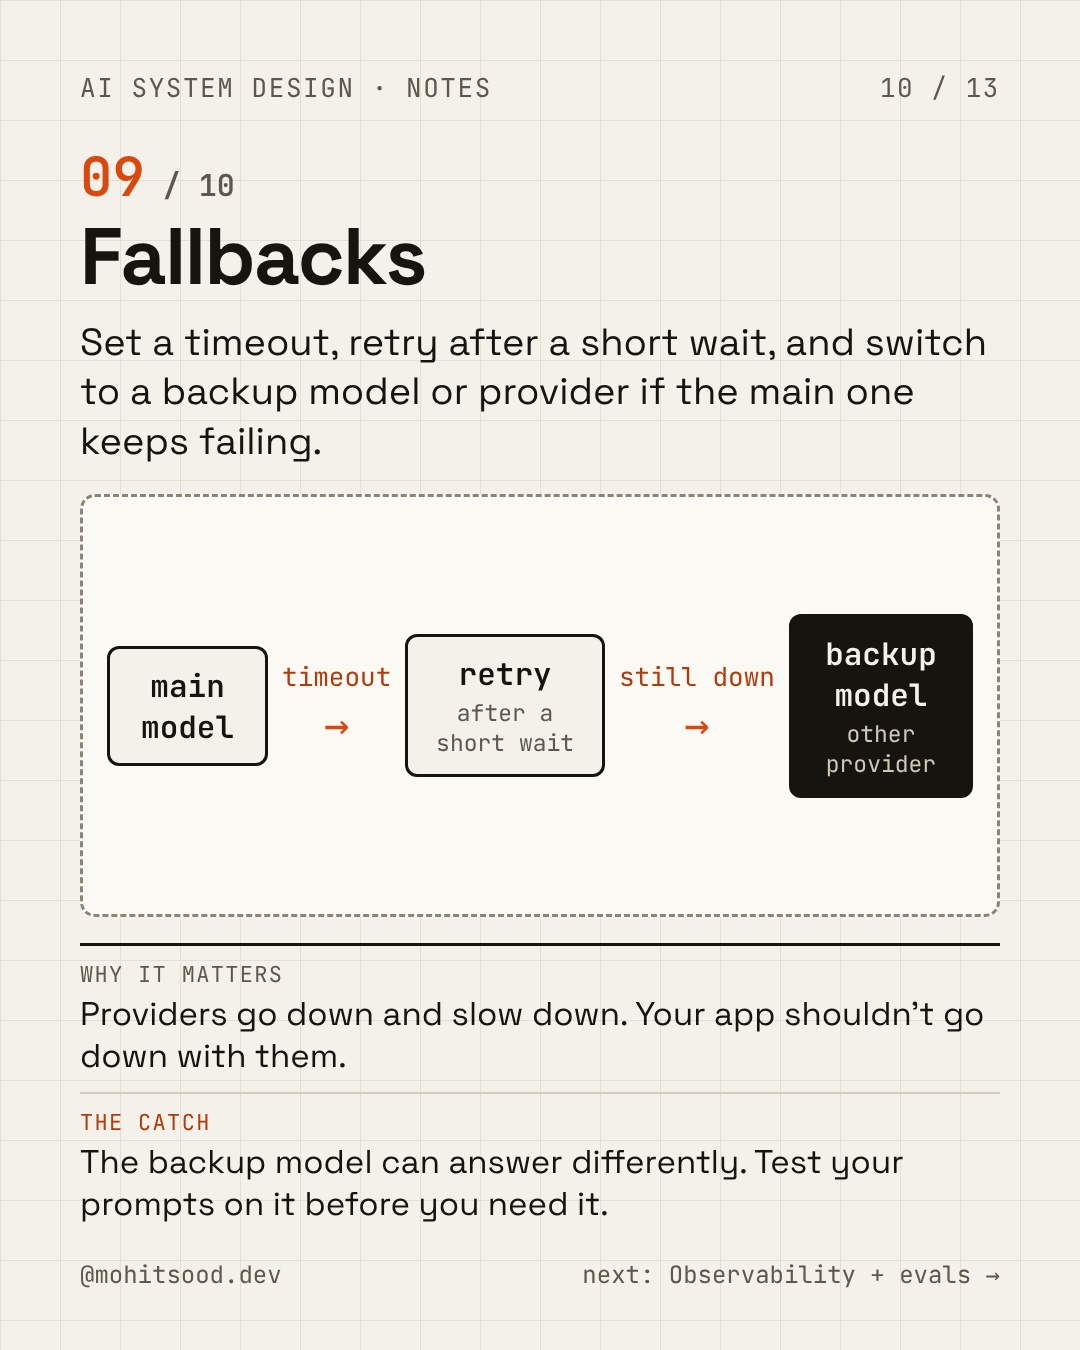 AI SYSTEM DESIGN · NOTES
10 / 13
09 / 10
Fallbacks
Set a timeout, retry after a short wait, and switch
to a backup model or provider if the main one
keeps failing.
main
model
timeout
→
retry
after a
short wait
still down
→
backup
model
other
provider
WHY IT MATTERS
Providers go down and slow down. Your app shouldn’t go
down with them.
THE CATCH
The backup model can answer differently. Test your
prompts on it before you need it.
@mohitsood.dev
next: Observability + evals →